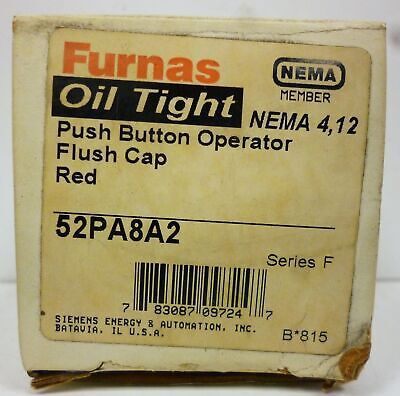 Furnas
NEMA
MEMBER
Oil Tight
NEMA 4,12
Push Button Operator
Flush Cap
Red
52PA8A2
Series F
7 83087 09724 7
SIEMENS ENERGY & AUTOMATION, INC.
BATAVIA, IL U.S.A.
B*815